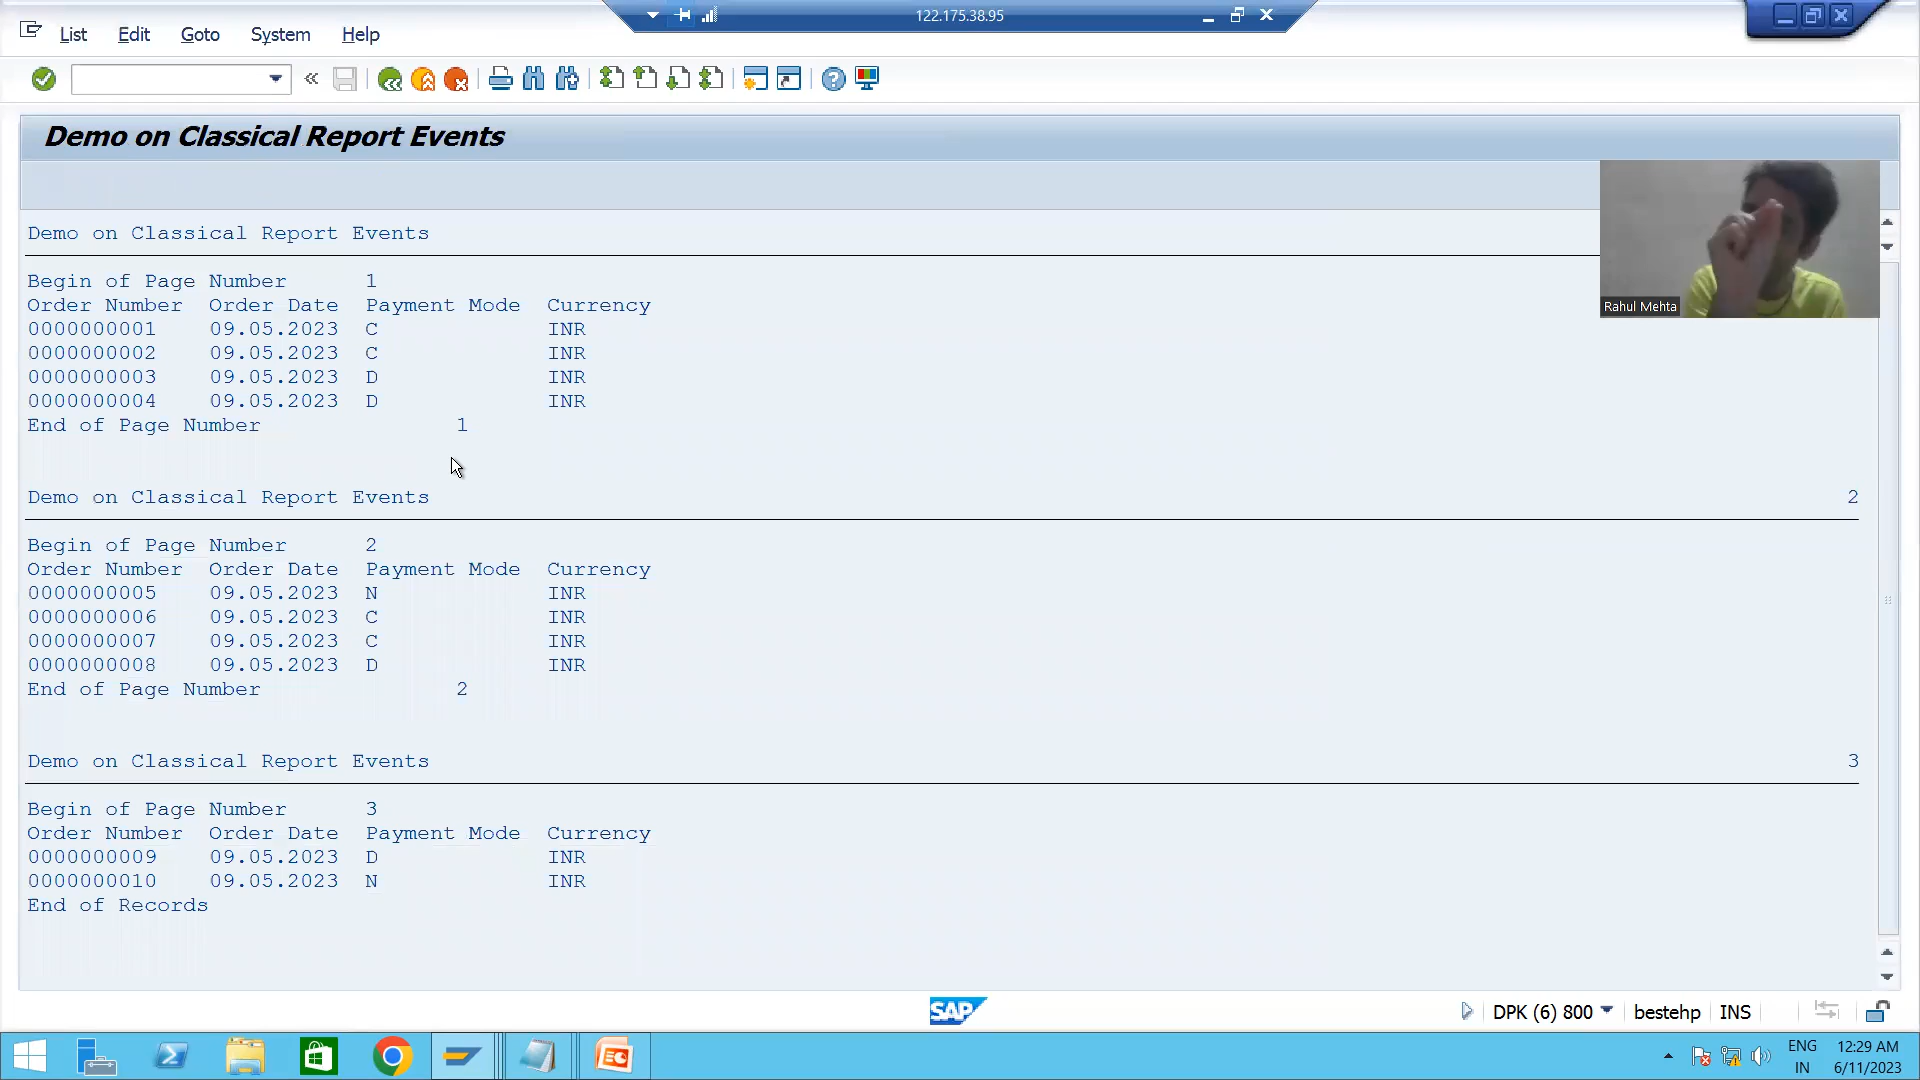 122.175.38.95
List Edit Goto System Help
Demo on Classical Report Events
Demo on Classical Report Events
Begin of Page Number 1
Order Number Order Date Payment Mode Currency
0000000001 09.05.2023 C INR
0000000002 09.05.2023 C INR
0000000003 09.05.2023 D INR
0000000004 09.05.2023 D INR
End of Page Number 1
Rahul Mehta
Demo on Classical Report Events 2
Begin of Page Number 2
Order Number Order Date Payment Mode Currency
0000000005 09.05.2023 N INR
0000000006 09.05.2023 C INR
0000000007 09.05.2023 C INR
0000000008 09.05.2023 D INR
End of Page Number 2
Demo on Classical Report Events 3
Begin of Page Number 3
Order Number Order Date Payment Mode Currency
0000000009 09.05.2023 D INR
0000000010 09.05.2023 N INR
End of Records
SAP DPK (6) 800 bestehp INS
ENG 12:29 AM
IN 6/11/2023